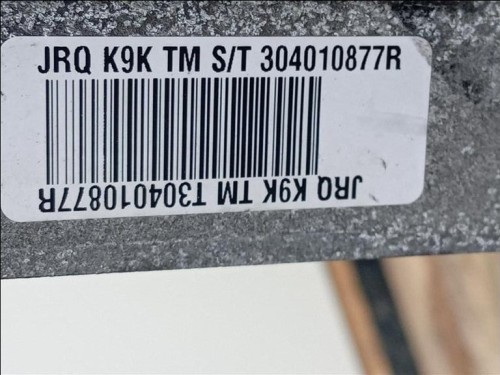 JRQ K9K TM S/T 304010877R
JRQ K9K TM T304010877R